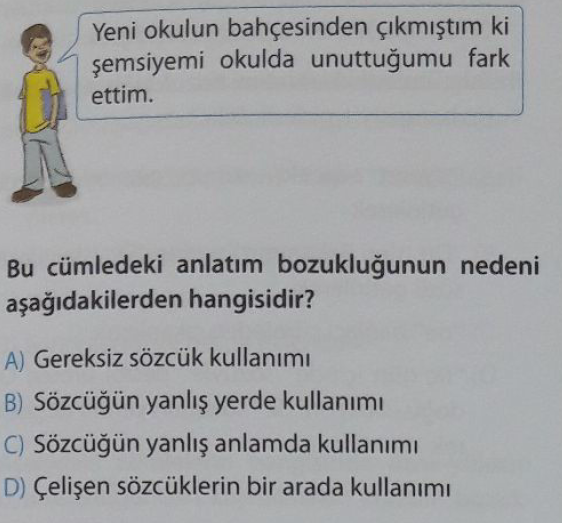 Yeni okulun bahçesinden çıkmıştım ki
şemsiyemi okulda unuttuğumu fark
ettim.
Bu cümledeki anlatım bozukluğunun nedeni
aşağıdakilerden hangisidir?
A) Gereksiz sözcük kullanımı
B) Sözcüğün yanlış yerde kullanımı
C) Sözcüğün yanlış anlamda kullanımı
D) Çelişen sözcüklerin bir arada kullanımı